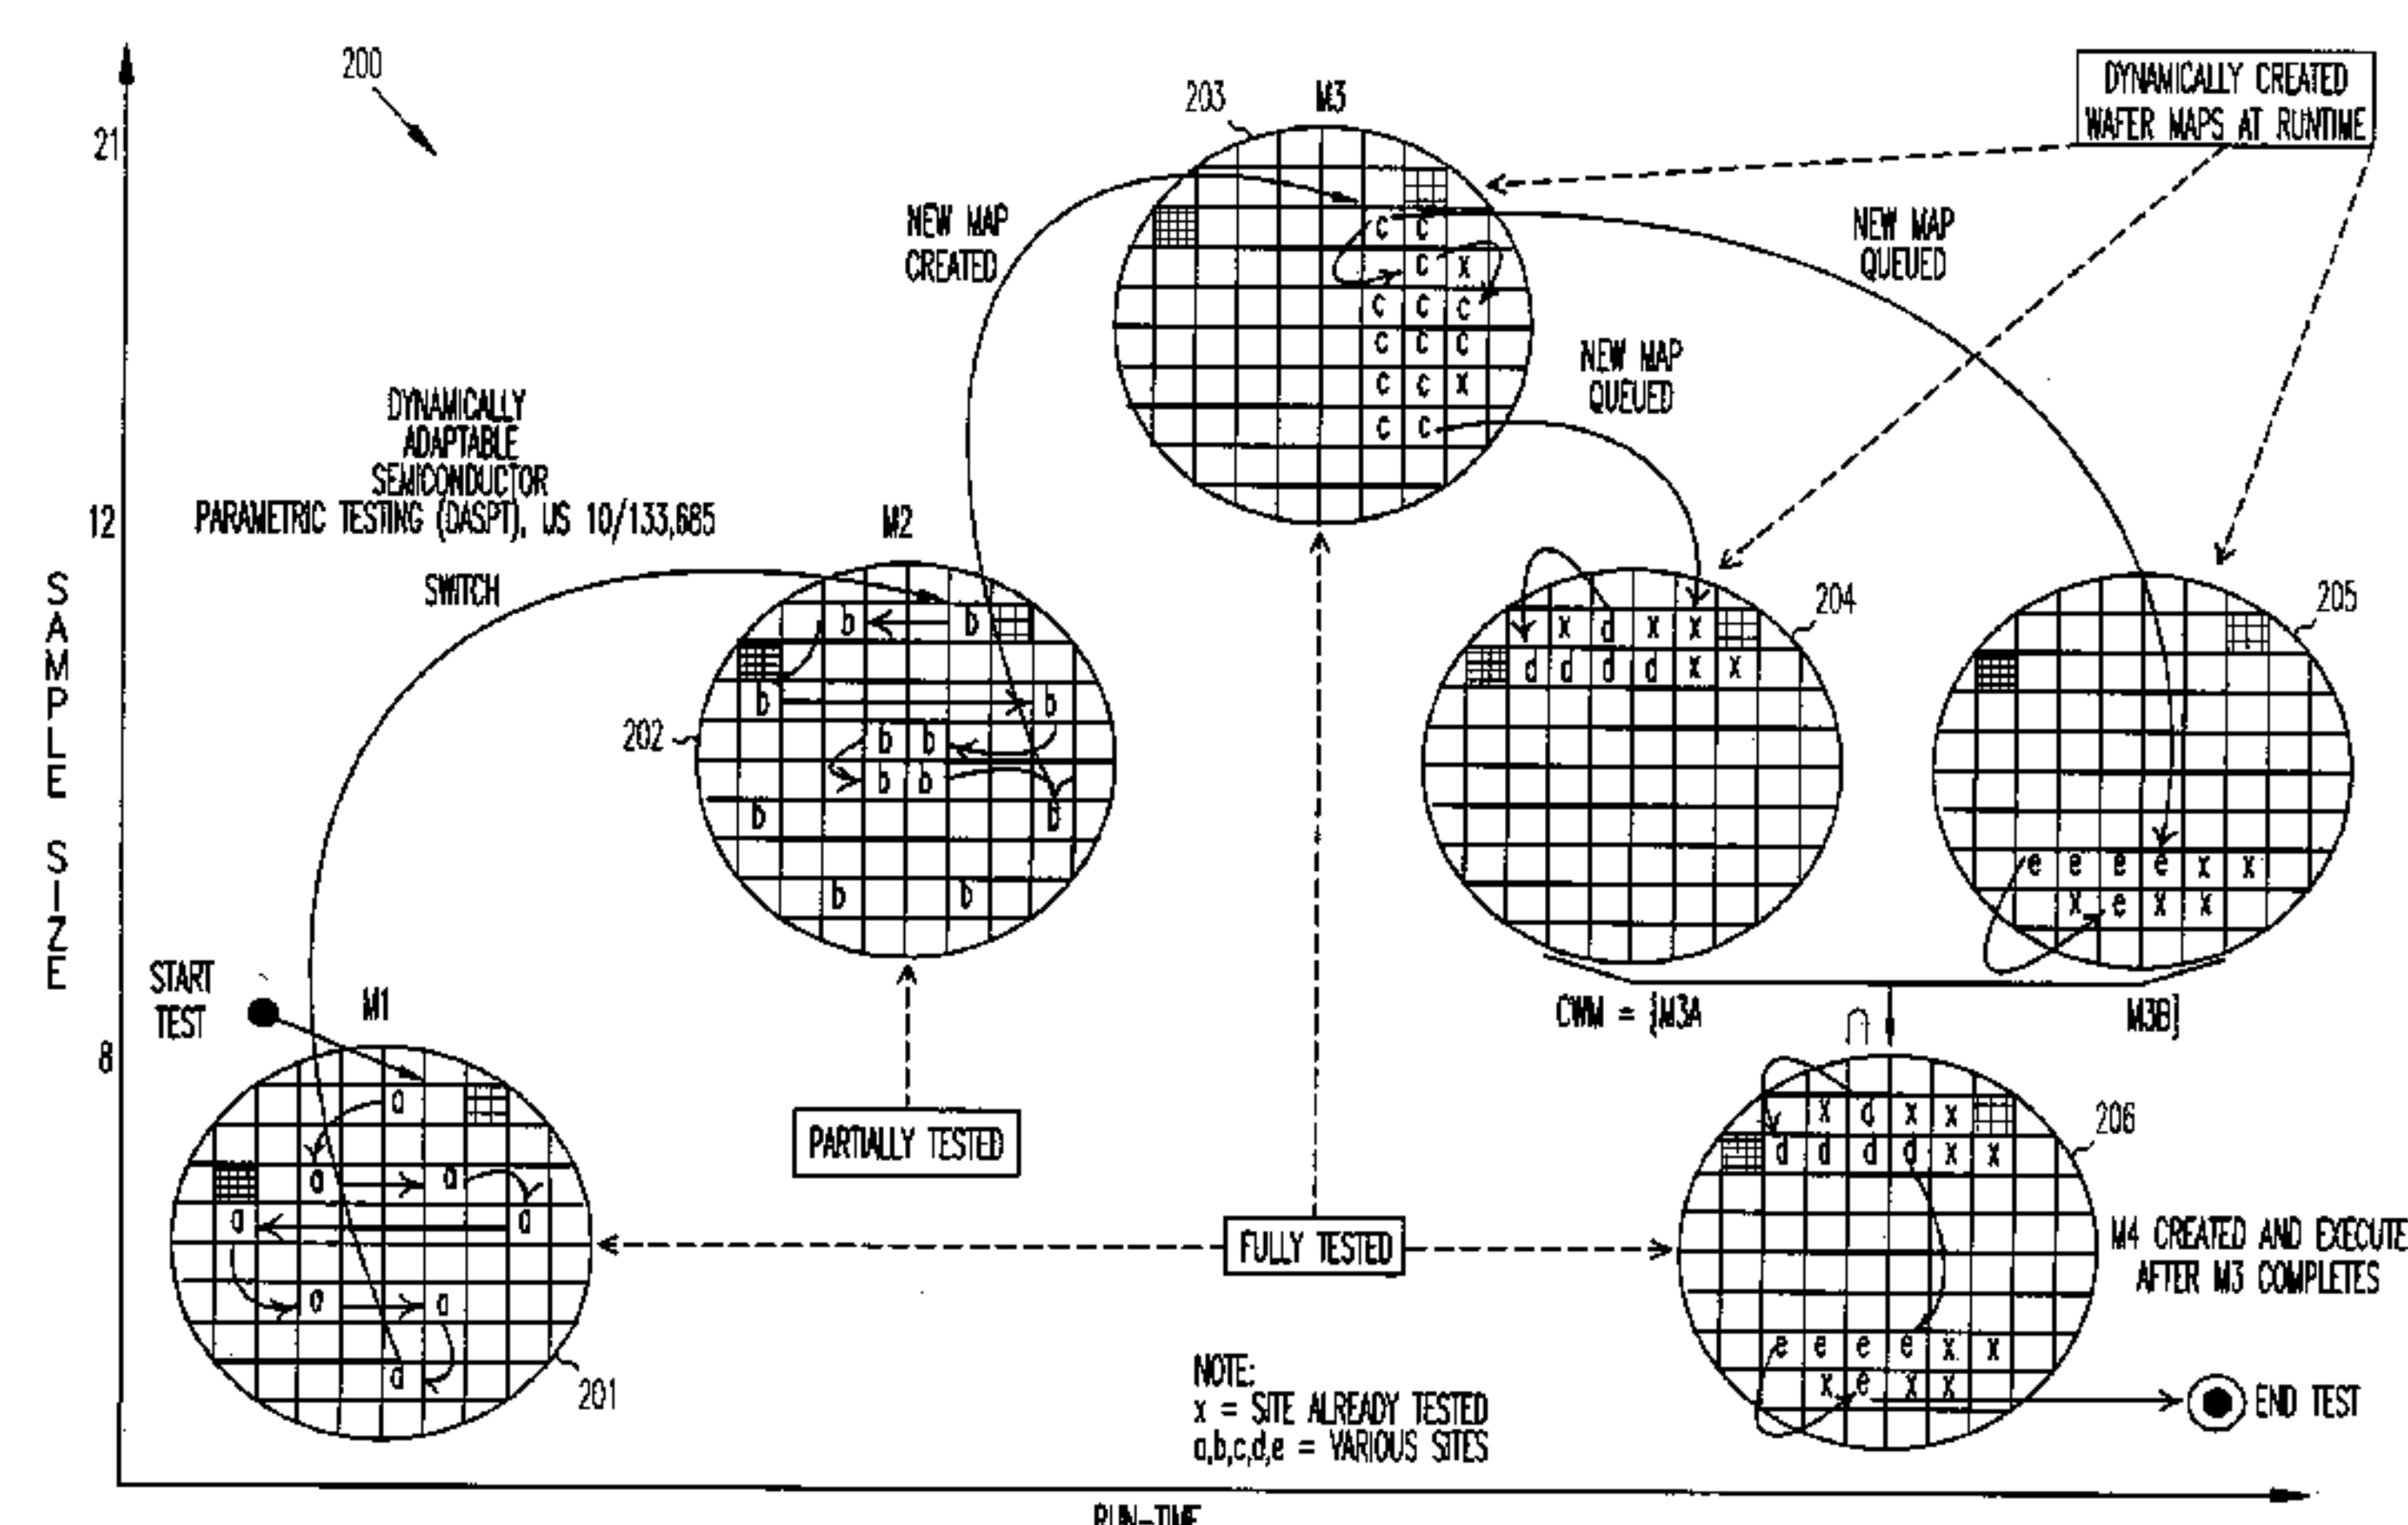 200
21
203
M3
DYNAMICALLY CREATED
WAFER MAPS AT RUNTIME
NEW MAP
CREATED
NEW MAP
QUEUED
c c
c x
c c c
c c c
c c x
c c
NEW MAP
QUEUED
DYNAMICALLY
ADAPTABLE
SEMICONDUCTOR
PARAMETRIC TESTING (DASPT), US 10/133,685
12
M2
SWITCH
SAMPLE SIZE
202
b b
b b
b b
b b
b b
b b
204
x d x x
d d d d x x
205
e e e e x x
x e x x
START
TEST
M1
8
CWM = [M3A
M3B]
∩
a
a a
a a
a a
a
201
PARTIALLY TESTED
FULLY TESTED
206
x d x x
d d d d x x
e e e e x x
x e x x
M4 CREATED AND EXECUTE
AFTER M3 COMPLETES
NOTE:
x = SITE ALREADY TESTED
a,b,c,d,e = VARIOUS SITES
END TEST
RUN-TIME